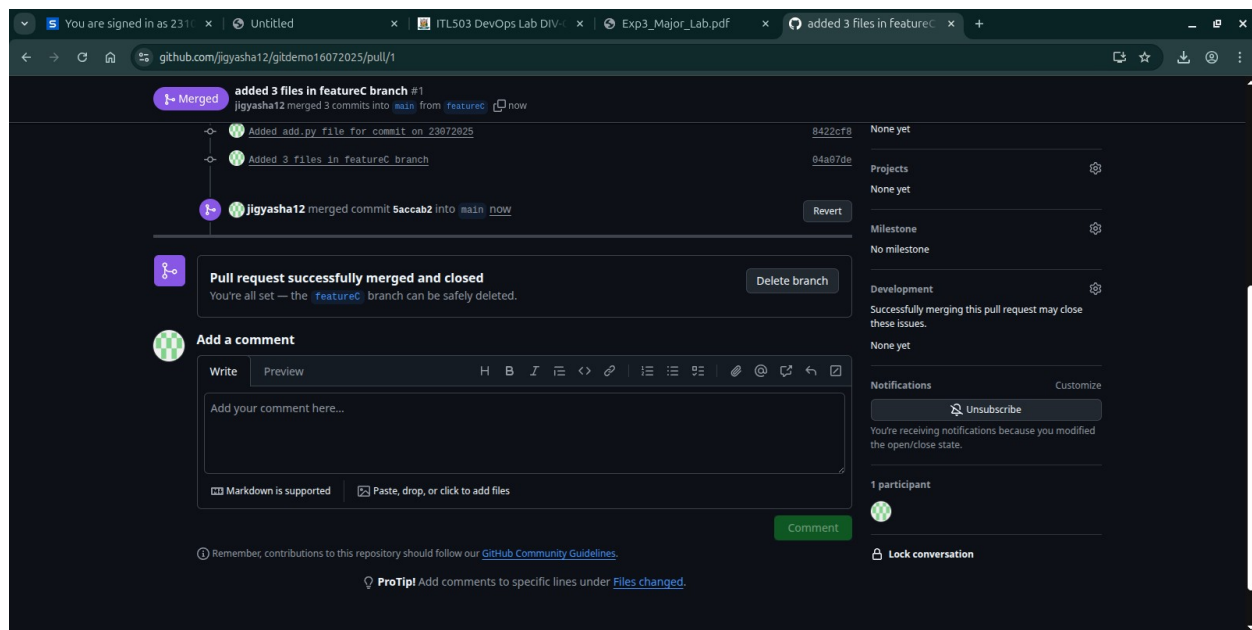 You are signed in as 2310
Untitled
ITL503 DevOps Lab DIV-C
Exp3_Major_Lab.pdf
added 3 files in featureC
github.com/jigyasha12/gitdemo16072025/pull/1
Merged
added 3 files in featureC branch #1
jigyasha12 merged 3 commits into main from featureC now
Added add.py file for commit on 23072025 8422cf8
Added 3 files in featureC branch 04a07de
jigyasha12 merged commit 5accab2 into main now
Revert
Pull request successfully merged and closed
You're all set — the featureC branch can be safely deleted.
Delete branch
Add a comment
Write Preview
Add your comment here...
Markdown is supported
Paste, drop, or click to add files
Comment
Remember, contributions to this repository should follow our GitHub Community Guidelines.
ProTip! Add comments to specific lines under Files changed.
None yet
Projects
None yet
Milestone
No milestone
Development
Successfully merging this pull request may close
these issues.
None yet
Notifications Customize
Unsubscribe
You're receiving notifications because you modified
the open/close state.
1 participant
Lock conversation